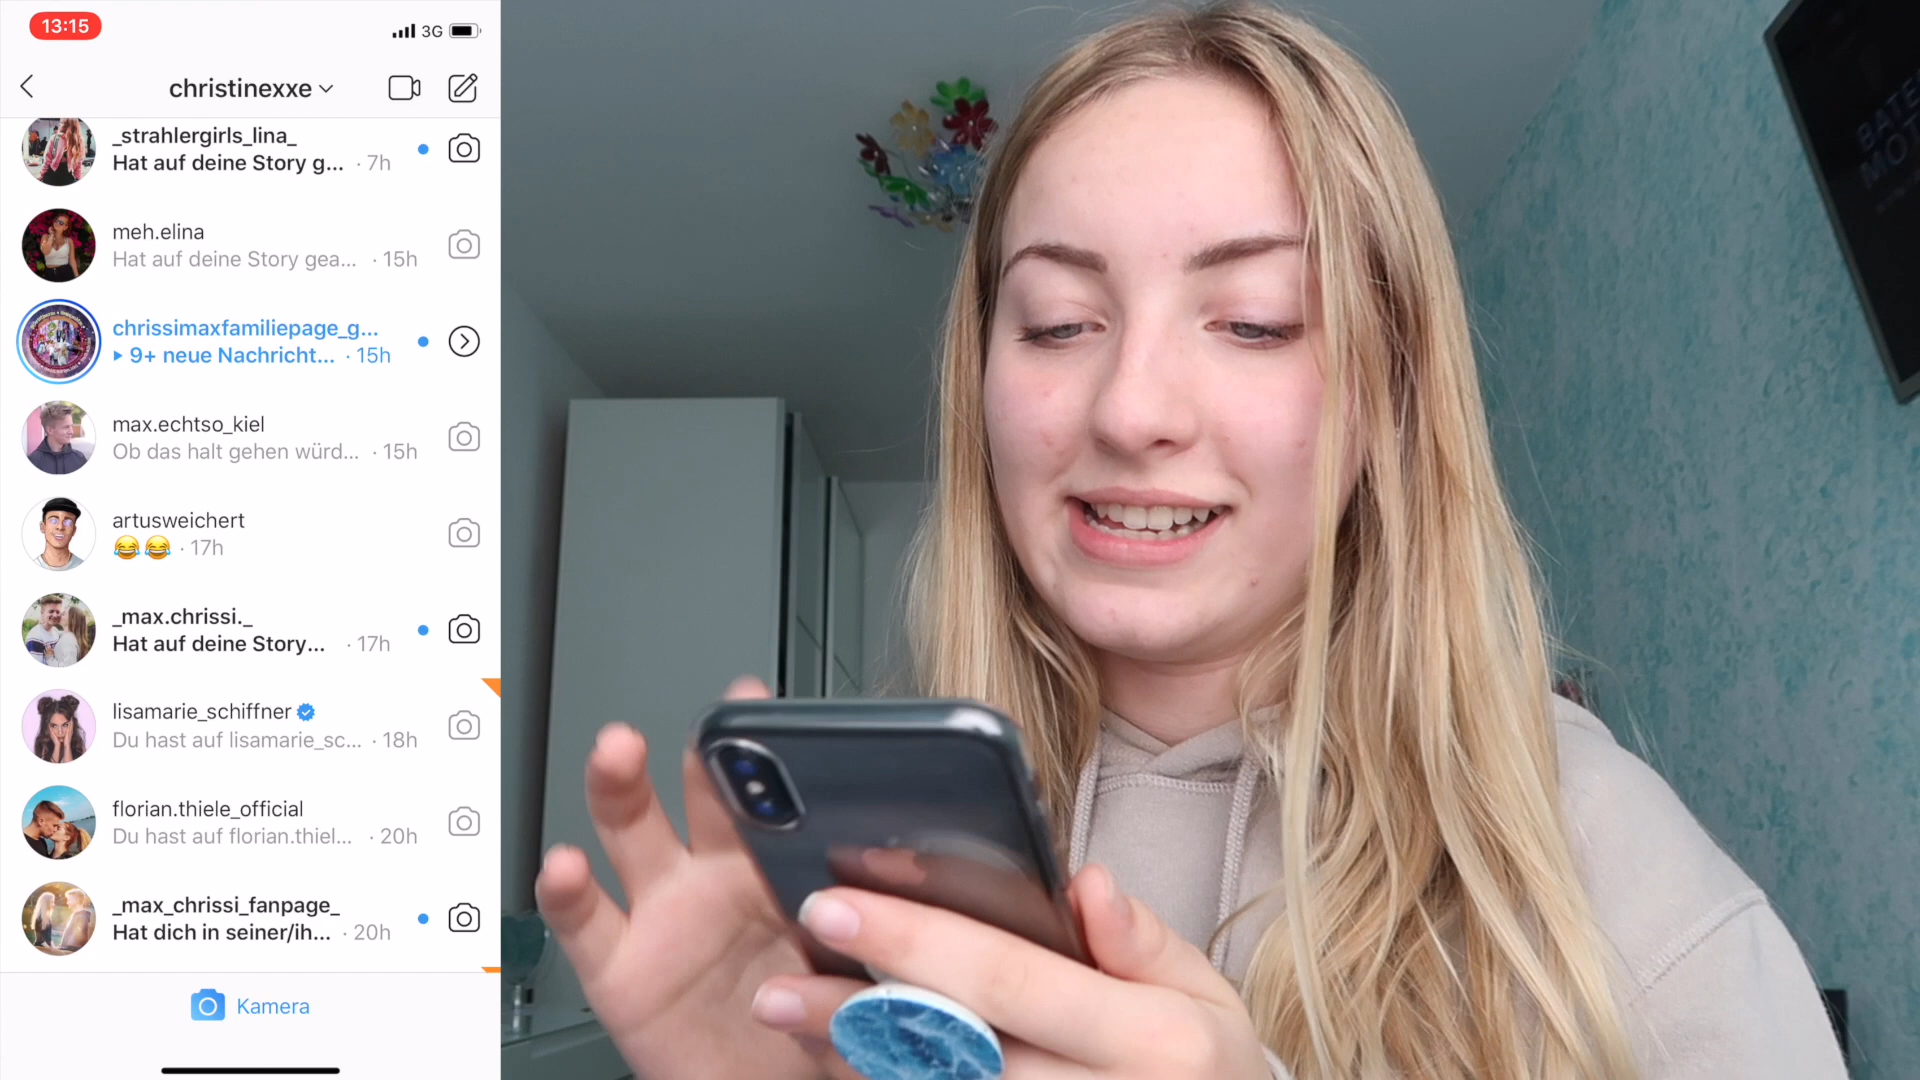 13:15
3G
christinexxe
_strahlergirls_lina_
Hat auf deine Story g... · 7h
meh.elina
Hat auf deine Story gea... · 15h
chrissimaxfamiliepage_g...
9+ neue Nachricht... · 15h
max.echtso_kiel
Ob das halt gehen würd... · 15h
artusweichert
😂😂 · 17h
_max.chrissi._
Hat auf deine Story... · 17h
lisamarie_schiffner
Du hast auf lisamarie_sc... · 18h
florian.thiele_official
Du hast auf florian.thiel... · 20h
_max_chrissi_fanpage_
Hat dich in seiner/ih... · 20h
Kamera